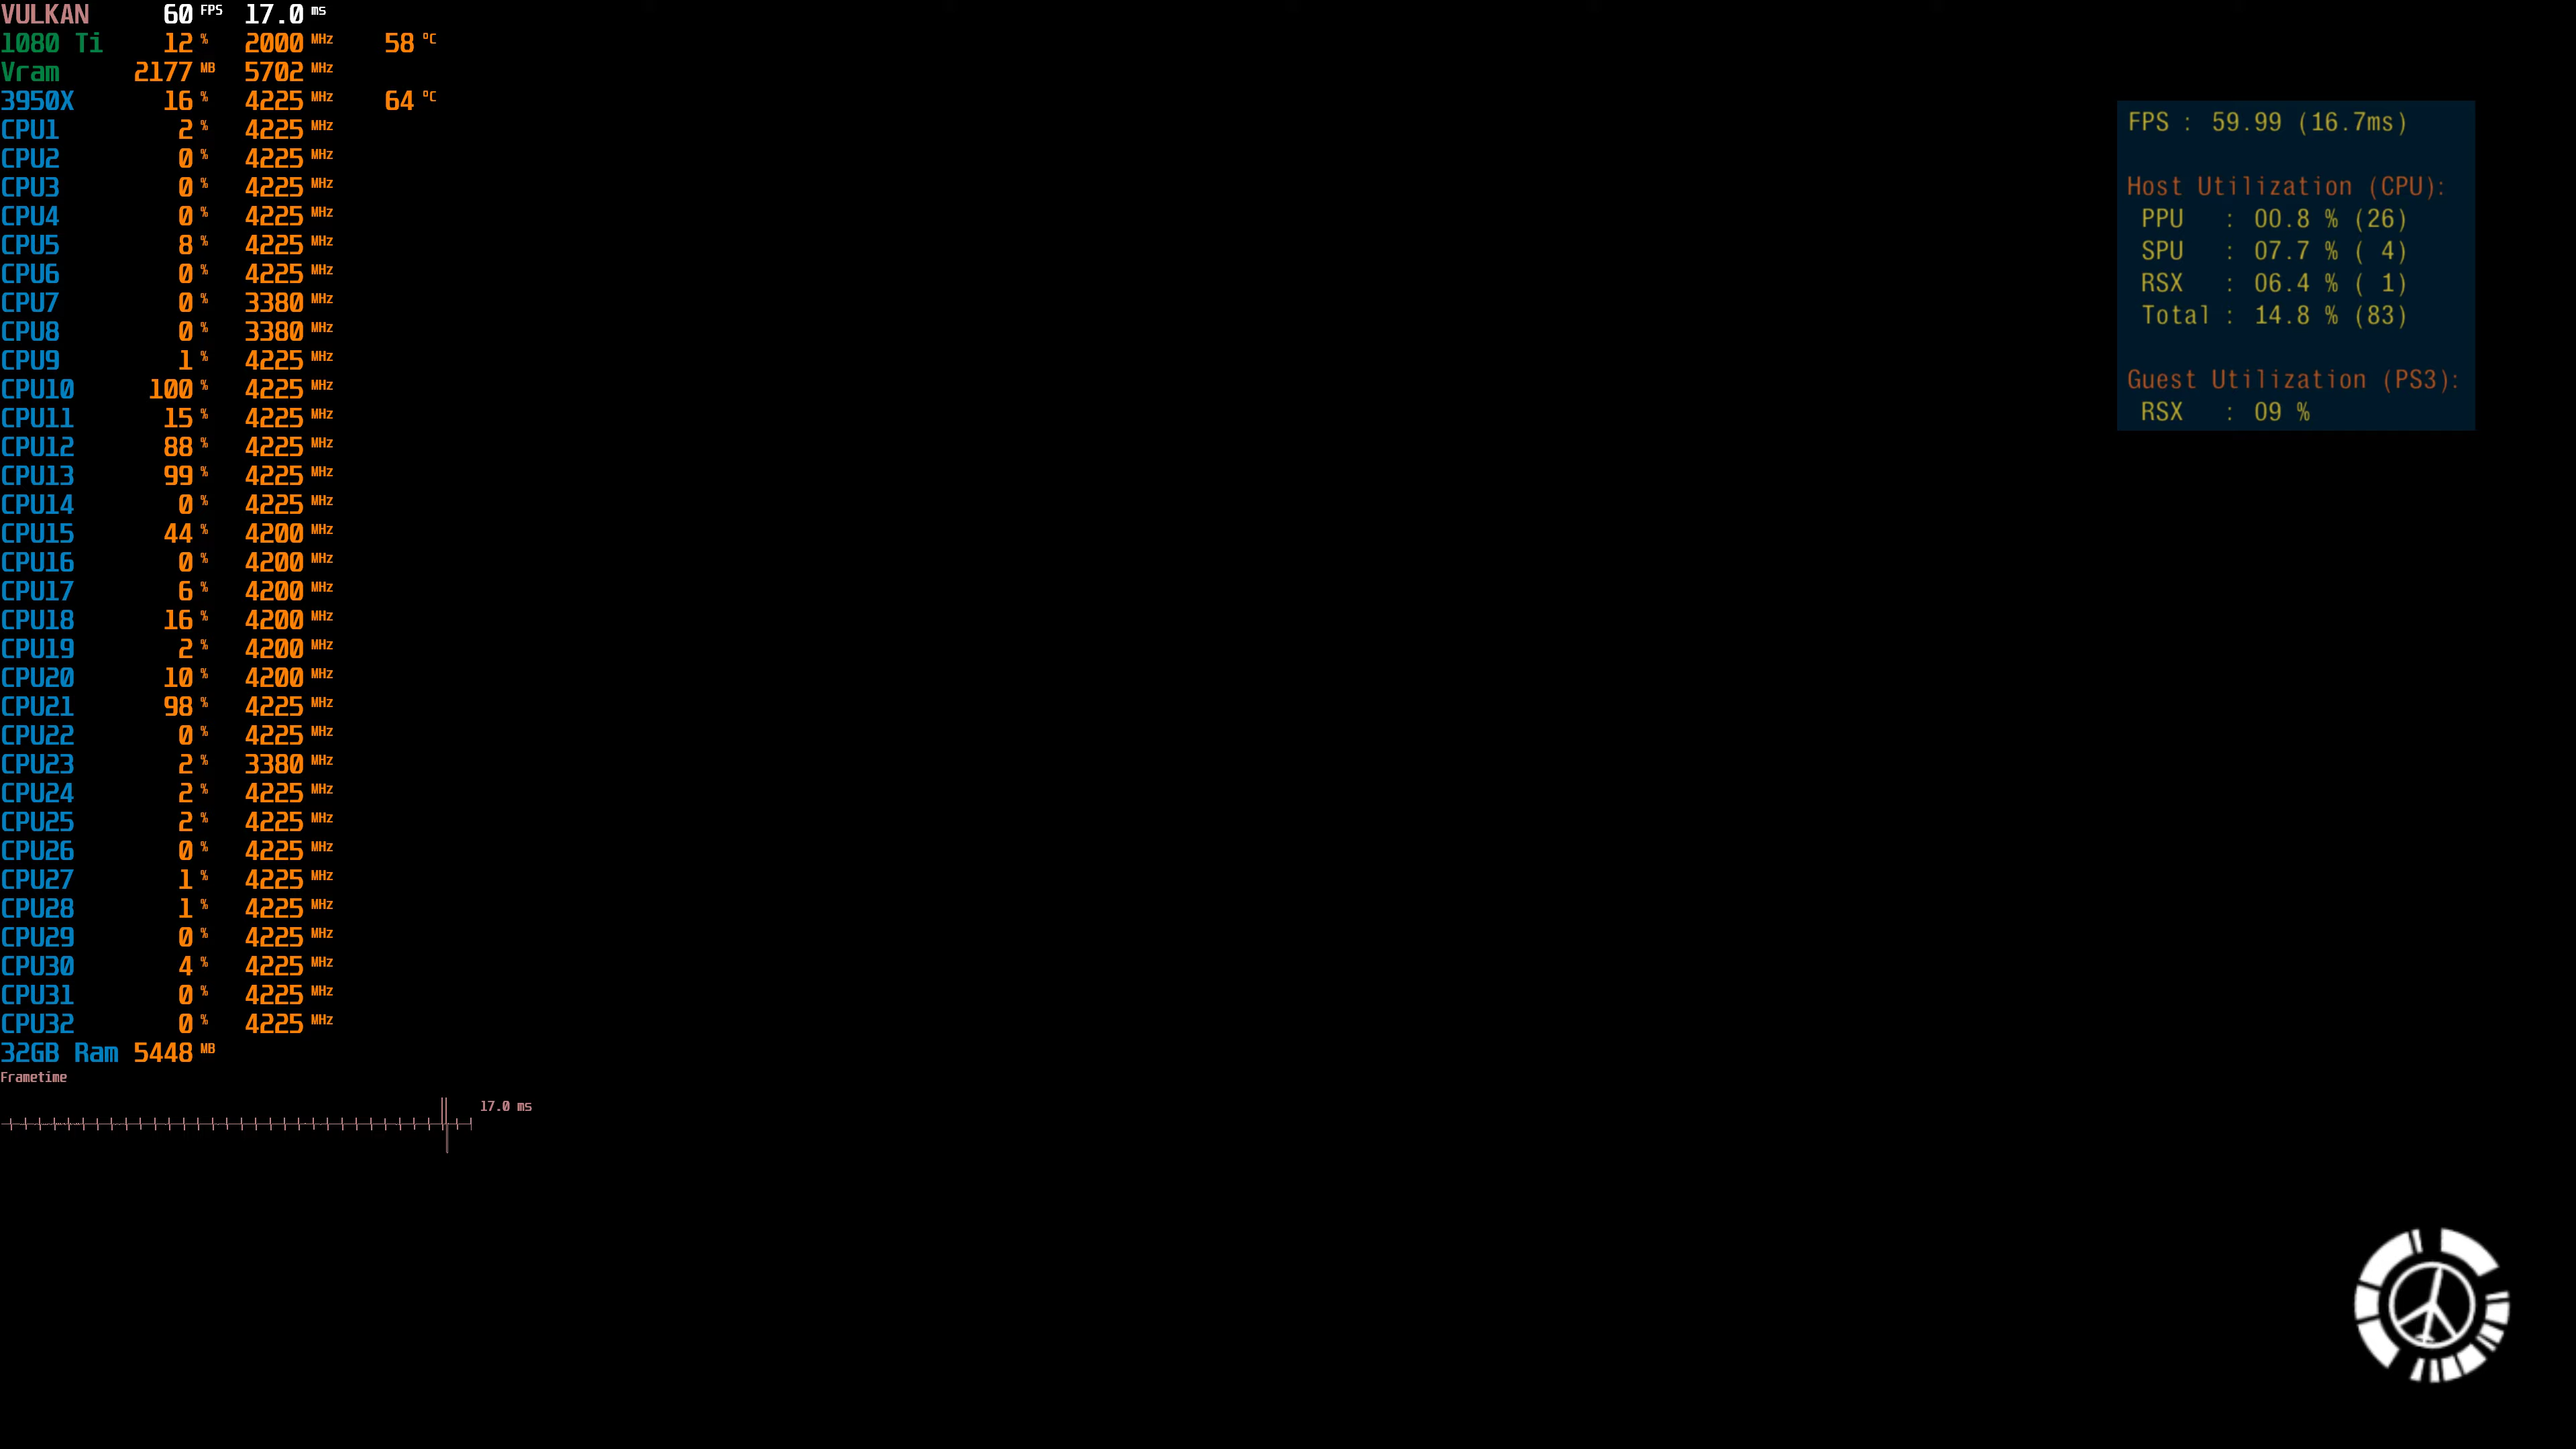 VULKAN 60 FPS 17.0 ms
1080 Ti 12 % 2000 MHz 58 °C
Vram 2177 MB 5702 MHz
3950X 16 % 4225 MHz 64 °C
CPU1 2 % 4225 MHz
CPU2 0 % 4225 MHz
CPU3 0 % 4225 MHz
CPU4 0 % 4225 MHz
CPU5 8 % 4225 MHz
CPU6 0 % 4225 MHz
CPU7 0 % 3380 MHz
CPU8 0 % 3380 MHz
CPU9 1 % 4225 MHz
CPU10 100 % 4225 MHz
CPU11 15 % 4225 MHz
CPU12 88 % 4225 MHz
CPU13 99 % 4225 MHz
CPU14 0 % 4225 MHz
CPU15 44 % 4200 MHz
CPU16 0 % 4200 MHz
CPU17 6 % 4200 MHz
CPU18 16 % 4200 MHz
CPU19 2 % 4200 MHz
CPU20 10 % 4200 MHz
CPU21 98 % 4225 MHz
CPU22 0 % 4225 MHz
CPU23 2 % 3380 MHz
CPU24 2 % 4225 MHz
CPU25 2 % 4225 MHz
CPU26 0 % 4225 MHz
CPU27 1 % 4225 MHz
CPU28 1 % 4225 MHz
CPU29 0 % 4225 MHz
CPU30 4 % 4225 MHz
CPU31 0 % 4225 MHz
CPU32 0 % 4225 MHz
32GB Ram 5448 MB
Frametime
17.0 ms
FPS : 59.99 (16.7ms)
Host Utilization (CPU):
PPU : 00.8 % (26)
SPU : 07.7 % ( 4)
RSX : 06.4 % ( 1)
Total : 14.8 % (83)
Guest Utilization (PS3):
RSX : 09 %